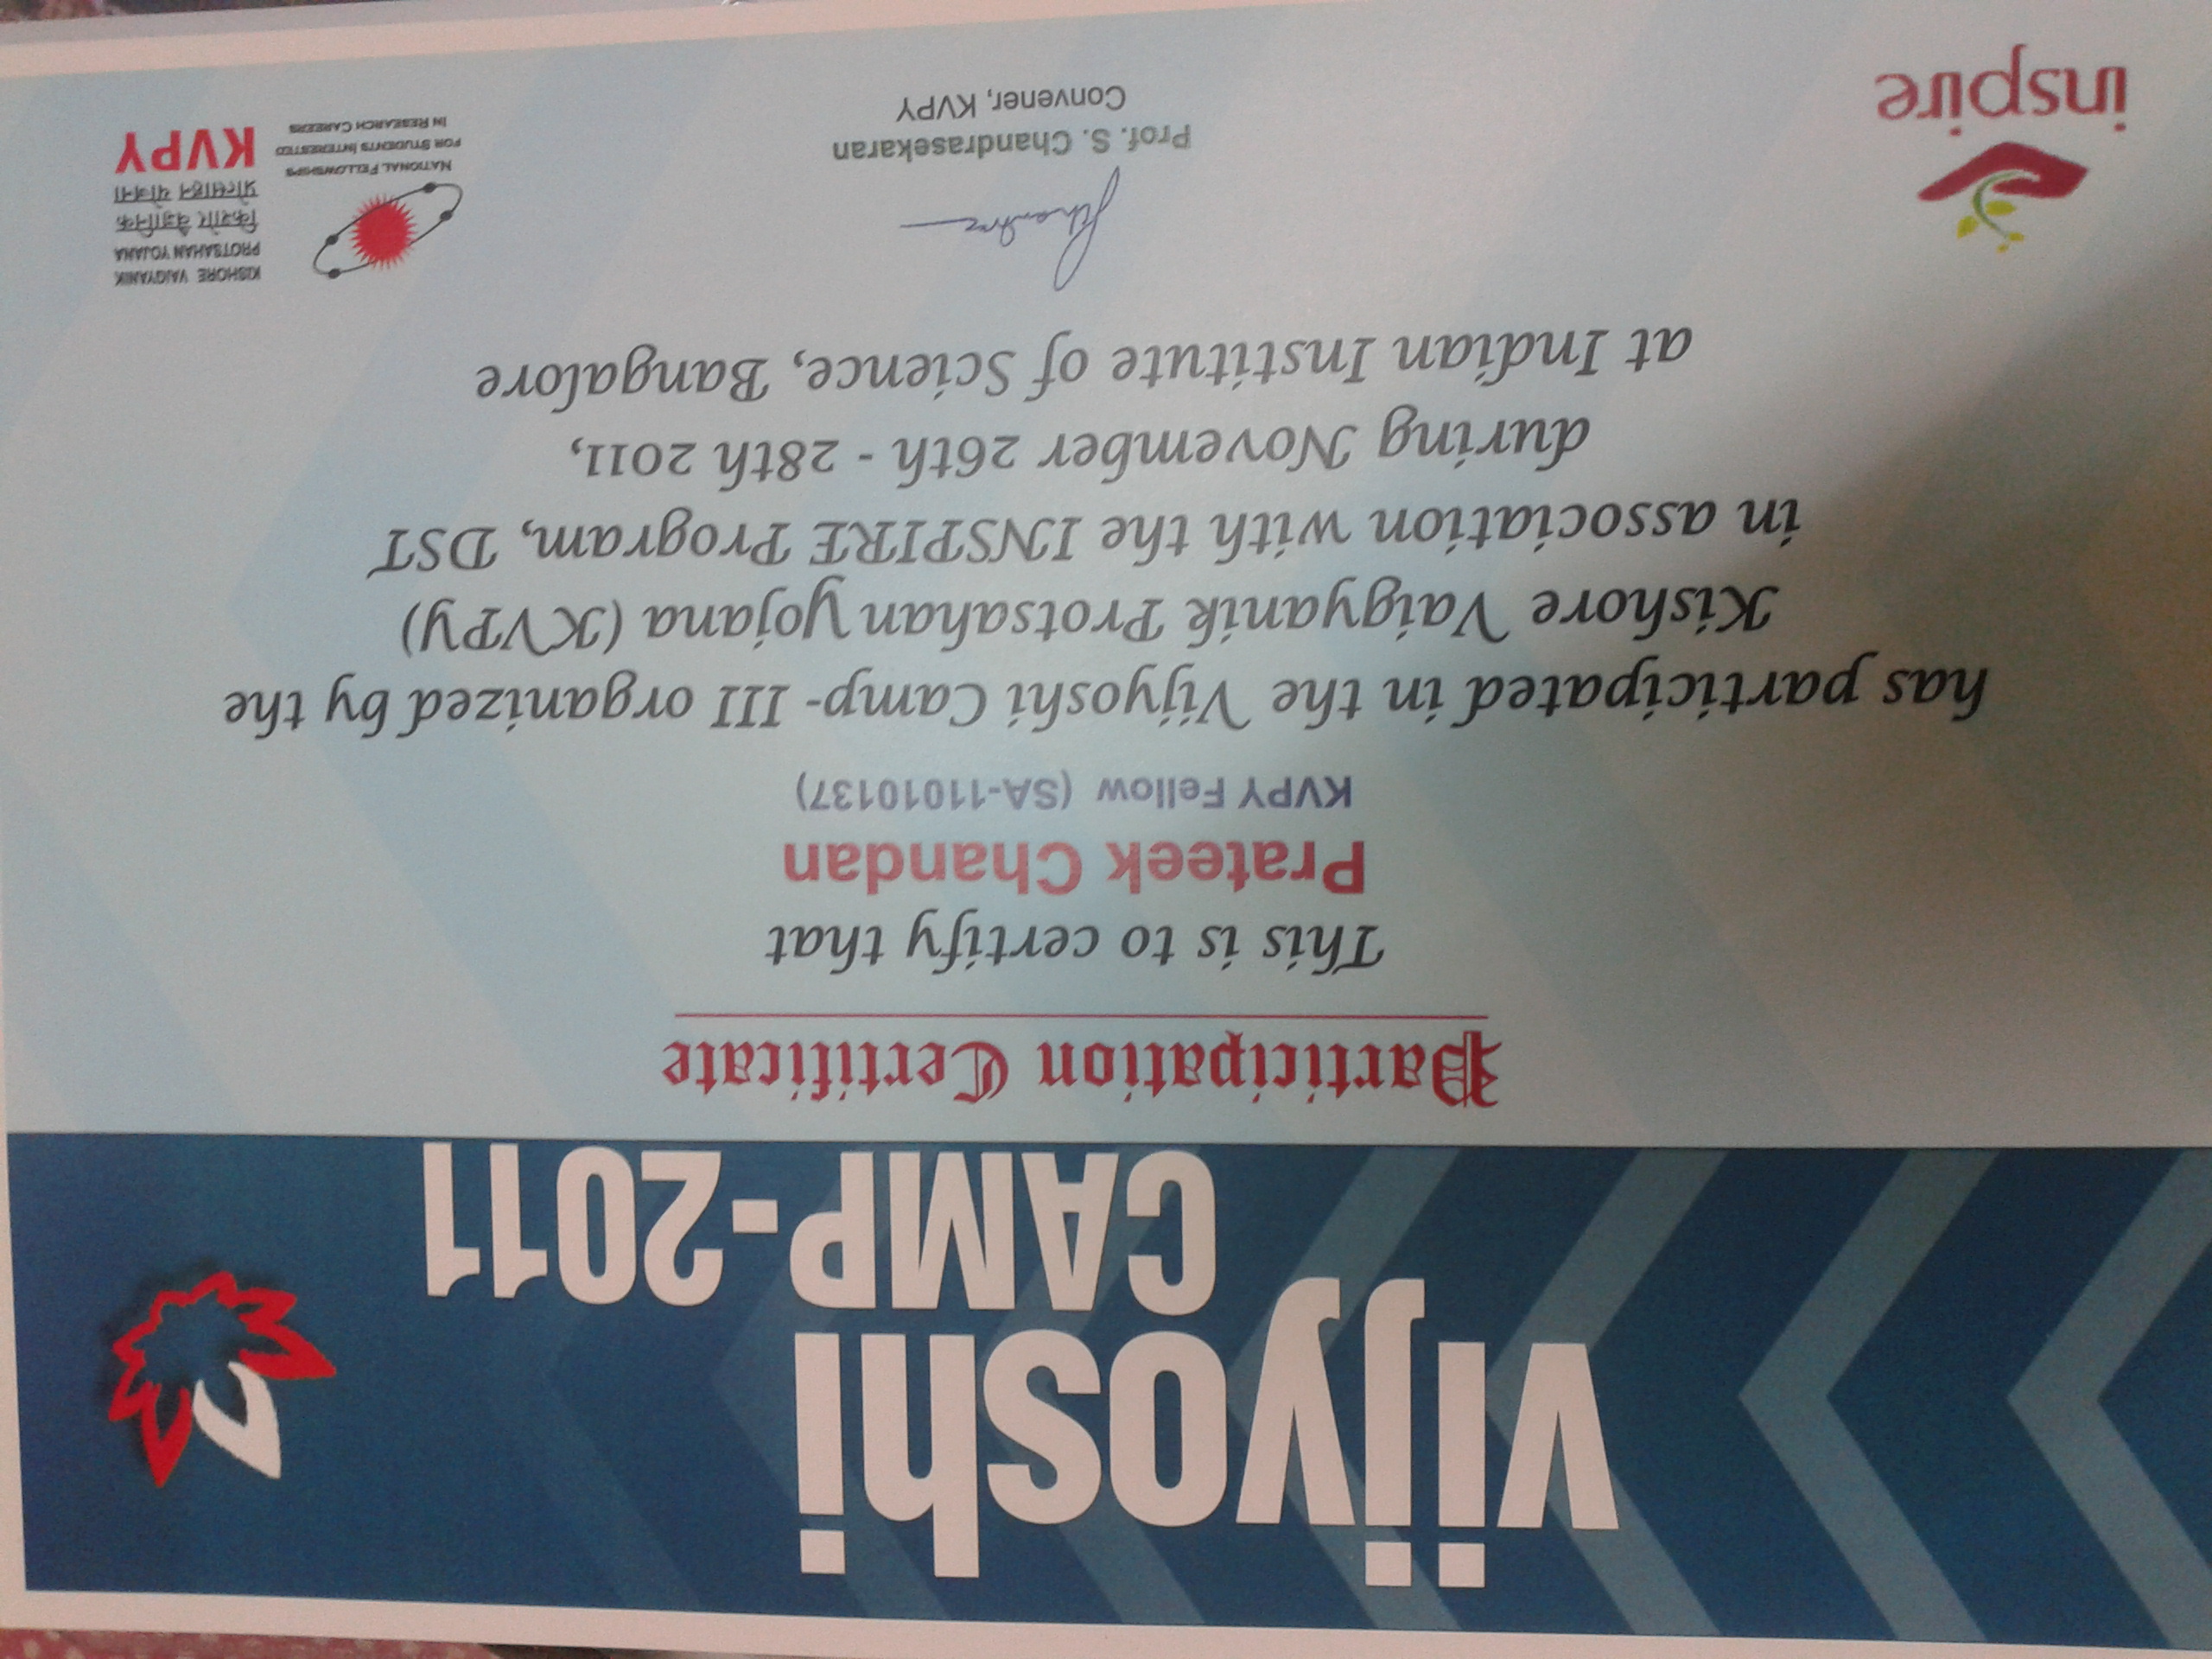 vijyoshi
CAMP-2011
Participation Certificate
This is to certify that
Prateek Chandan
KVPY Fellow (SA-11010137)
has participated in the Vijyoshi Camp- III organized by the
Kishore Vaigyanik Protsahan Yojana (KVPY)
in association with the INSPIRE Program, DST
during November 26th - 28th 2011,
at Indian Institute of Science, Bangalore
Prof. S. Chandrasekaran
Convener, KVPY
inspire
NATIONAL FELLOWSHIPS
FOR STUDENTS INTERESTED
IN RESEARCH CAREERS
KISHORE VAIGYANIK
PROTSAHAN YOJANA
किशोर वैज्ञानिक
प्रोत्साहन योजना
KVPY